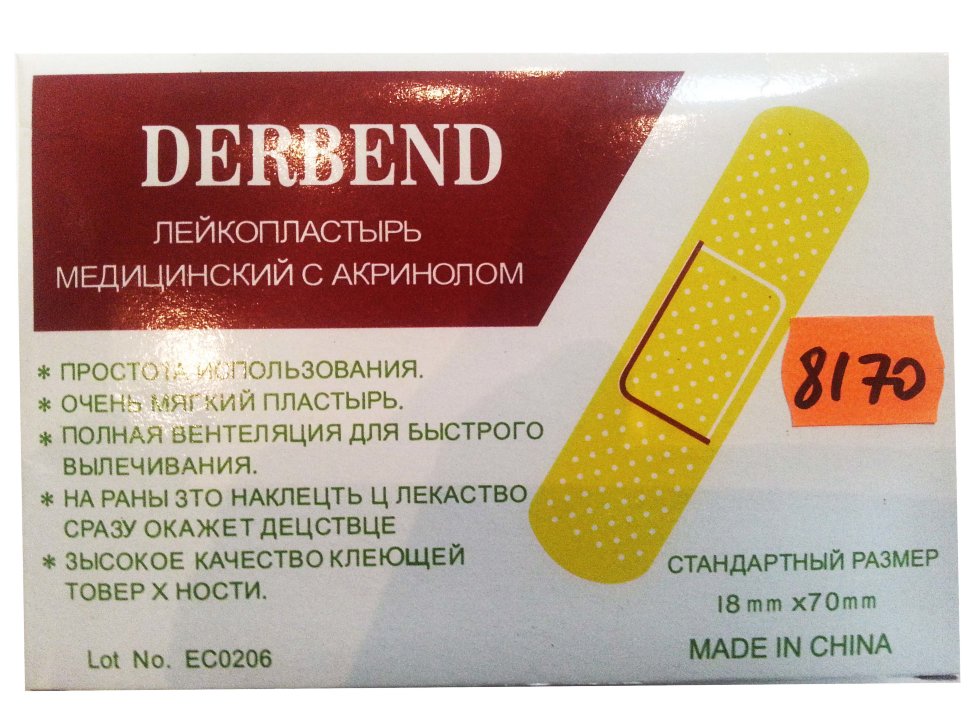 DERBEND
ЛЕЙКОПЛАСТЫРЬ
МЕДИЦИНСКИЙ С АКРИНОЛОМ
* ПРОСТОТА ИСПОЛЬЗОВАНИЯ.
* ОЧЕНЬ МЯГКИЙ ПЛАСТЫРЬ.
* ПОЛНАЯ ВЕНТЕЛЯЦИЯ ДЛЯ БЫСТРОГО
ВЫЛЕЧИВАНИЯ.
* НА РАНЫ ЗТО НАКЛЕЦТЬ Ц ЛЕКАСТВО
СРАЗУ ОКАЖЕТ ДЕЦСТВЦЕ
* ЗЫСОКОЕ КАЧЕСТВО КЛЕЮЩЕЙ
ТОВЕР Х НОСТИ.
Lot No. EC0206
8170
СТАНДАРТНЫЙ РАЗМЕР
18 mm x70mm
MADE IN CHINA